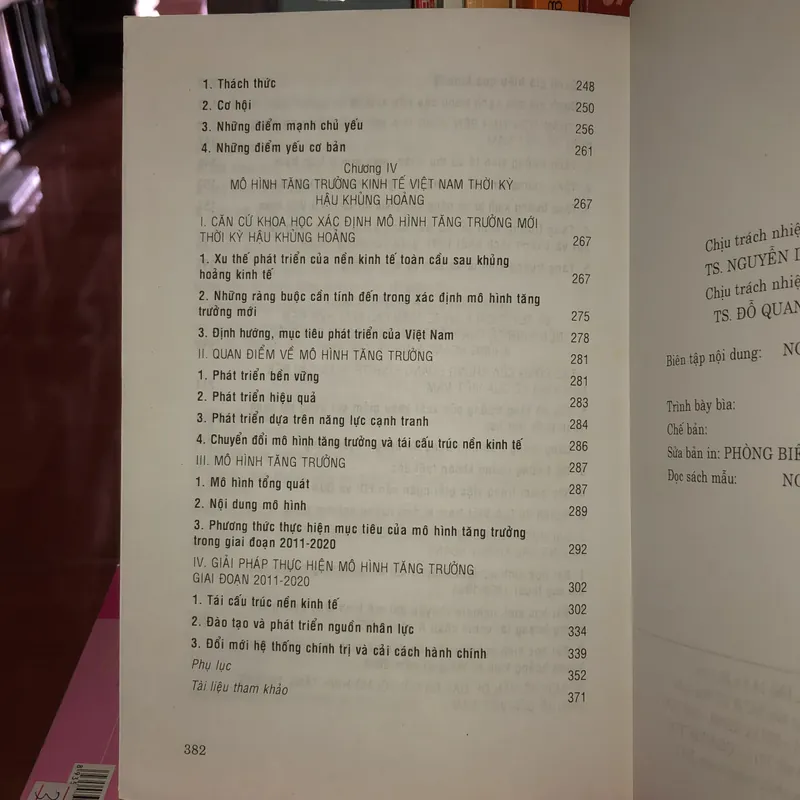 1. Thách thức 248
2. Cơ hội 250
3. Những điểm mạnh chủ yếu 256
4. Những điểm yếu cơ bản 261
Chương IV
MÔ HÌNH TĂNG TRƯỞNG KINH TẾ VIỆT NAM THỜI KỲ
HẬU KHỦNG HOẢNG 267
I. CĂN CỨ KHOA HỌC XÁC ĐỊNH MÔ HÌNH TĂNG TRƯỞNG MỚI
THỜI KỲ HẬU KHỦNG HOẢNG 267
1. Xu thế phát triển của nền kinh tế toàn cầu sau khủng
hoảng kinh tế 267
2. Những ràng buộc cần tính đến trong xác định mô hình tăng
trưởng mới 275
3. Định hướng, mục tiêu phát triển của Việt Nam 278
II. QUAN ĐIỂM VỀ MÔ HÌNH TĂNG TRƯỞNG 281
1. Phát triển bền vững 281
2. Phát triển hiệu quả 283
3. Phát triển dựa trên năng lực cạnh tranh 284
4. Chuyển đổi mô hình tăng trưởng và tái cấu trúc nền kinh tế 286
III. MÔ HÌNH TĂNG TRƯỞNG 287
1. Mô hình tổng quát 287
2. Nội dung mô hình 289
3. Phương thức thực hiện mục tiêu của mô hình tăng trưởng
trong giai đoạn 2011-2020 292
IV. GIẢI PHÁP THỰC HIỆN MÔ HÌNH TĂNG TRƯỞNG
GIAI ĐOẠN 2011-2020 302
1. Tái cấu trúc nền kinh tế 302
2. Đào tạo và phát triển nguồn nhân lực 334
3. Đổi mới hệ thống chính trị và cải cách hành chính 339
Phụ lục 352
Tài liệu tham khảo 371
382
Chịu trách nhiệ
TS. NGUYỄN
Chịu trách nhiệ
TS. ĐỖ QUAN
Biên tập nội dung: NG
Trình bày bìa:
Chế bản:
Sửa bản in: PHÒNG BIÊ
Đọc sách mẫu: NG